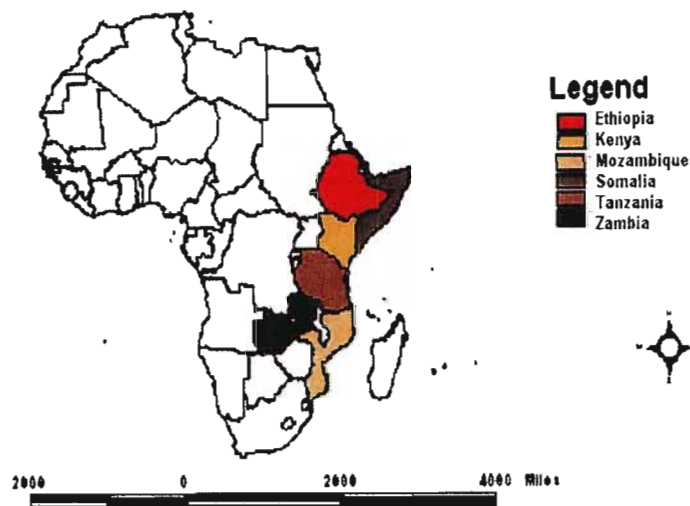 Legend
Ethiopia
Kenya
Mozambique
Somalia
Tanzania
Zambia
2000 0 2000 4000 Miles